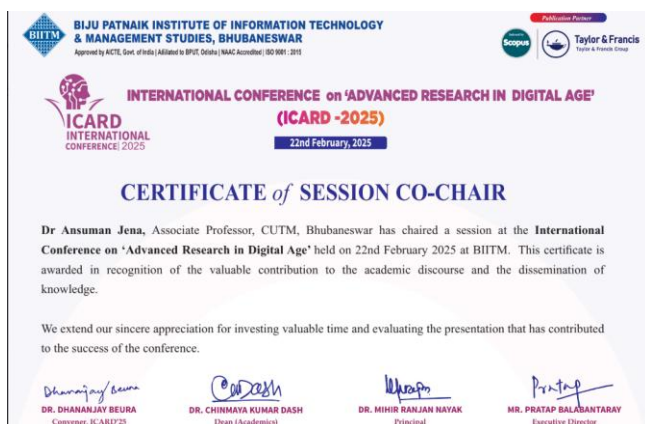 BIITM
BIJU PATNAIK INSTITUTE OF INFORMATION TECHNOLOGY
& MANAGEMENT STUDIES, BHUBANESWAR
Approved by AICTE, Govt. of India | Affiliated to BPUT, Odisha | NAAC Accredited | ISO 9001 : 2015
Publication Partner
Scopus
Taylor & Francis
Taylor & Francis Group
ICARD
INTERNATIONAL
CONFERENCE| 2025
INTERNATIONAL CONFERENCE on 'ADVANCED RESEARCH IN DIGITAL AGE'
(ICARD -2025)
22nd February, 2025
CERTIFICATE of SESSION CO-CHAIR
Dr Ansuman Jena, Associate Professor, CUTM, Bhubaneswar has chaired a session at the International
Conference on 'Advanced Research in Digital Age' held on 22nd February 2025 at BIITM. This certificate is
awarded in recognition of the valuable contribution to the academic discourse and the dissemination of
knowledge.
We extend our sincere appreciation for investing valuable time and evaluating the presentation that has contributed
to the success of the conference.
Dhananjay Beura
Pratap
DR. DHANANJAY BEURA
DR. CHINMAYA KUMAR DASH
DR. MIHIR RANJAN NAYAK
MR. PRATAP BALABANTARAY
Convener, ICARD'25
Dean (Academics)
Principal
Executive Director